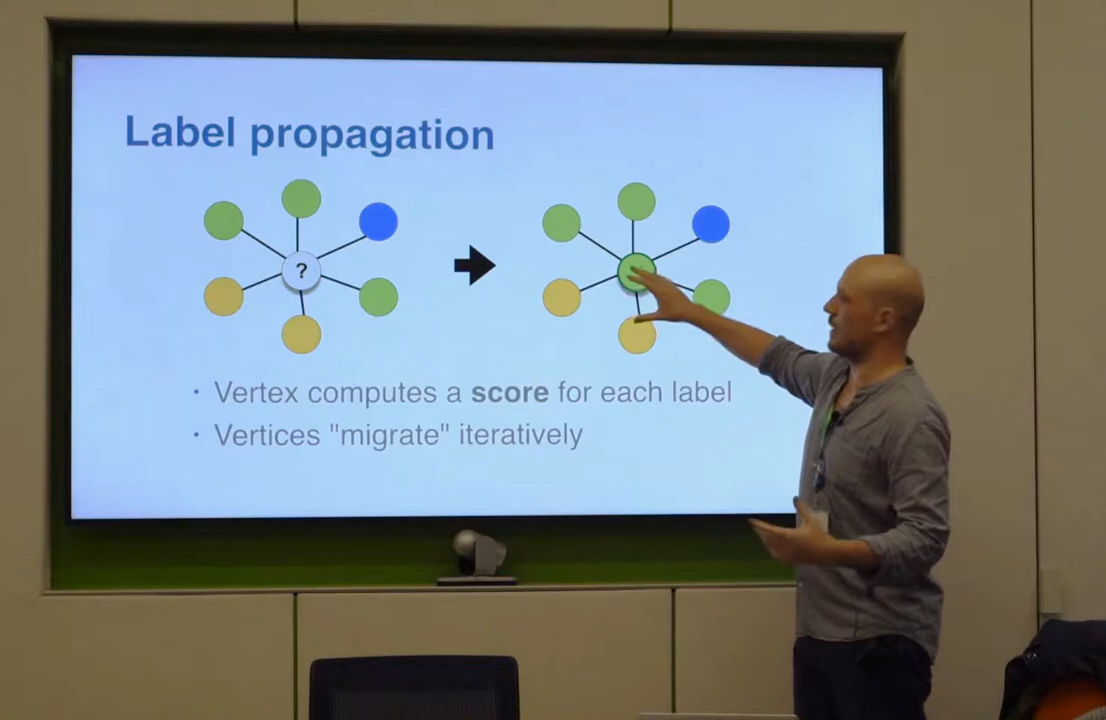 Label propagation
?
· Vertex computes a score for each label
· Vertices "migrate" iteratively